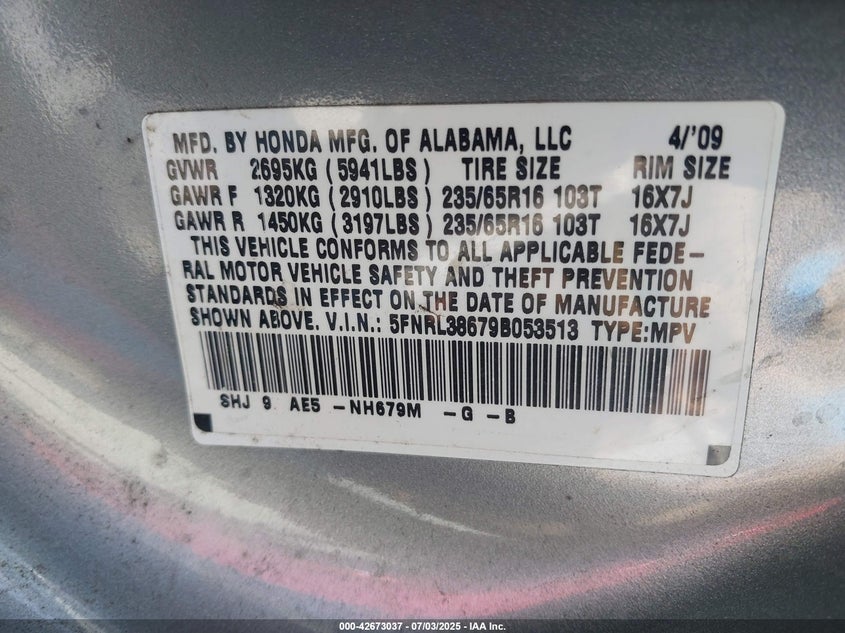 MFD. BY HONDA MFG. OF ALABAMA, LLC 4/'09
GVWR 2695KG (5941LBS) TIRE SIZE RIM SIZE
GAWR F 1320KG (2910LBS) 235/65R16 103T 16X7J
GAWR R 1450KG (3197LBS) 235/65R16 103T 16X7J
THIS VEHICLE CONFORMS TO ALL APPLICABLE FEDE-
RAL MOTOR VEHICLE SAFETY AND THEFT PREVENTION
STANDARDS IN EFFECT ON THE DATE OF MANUFACTURE
SHOWN ABOVE. V.I.N.: 5FNRL38679B053513 TYPE:MPV
SHJ 9 AE5 -NH679M -G -B
000-42673037 - 07/03/2025 - IAA Inc.